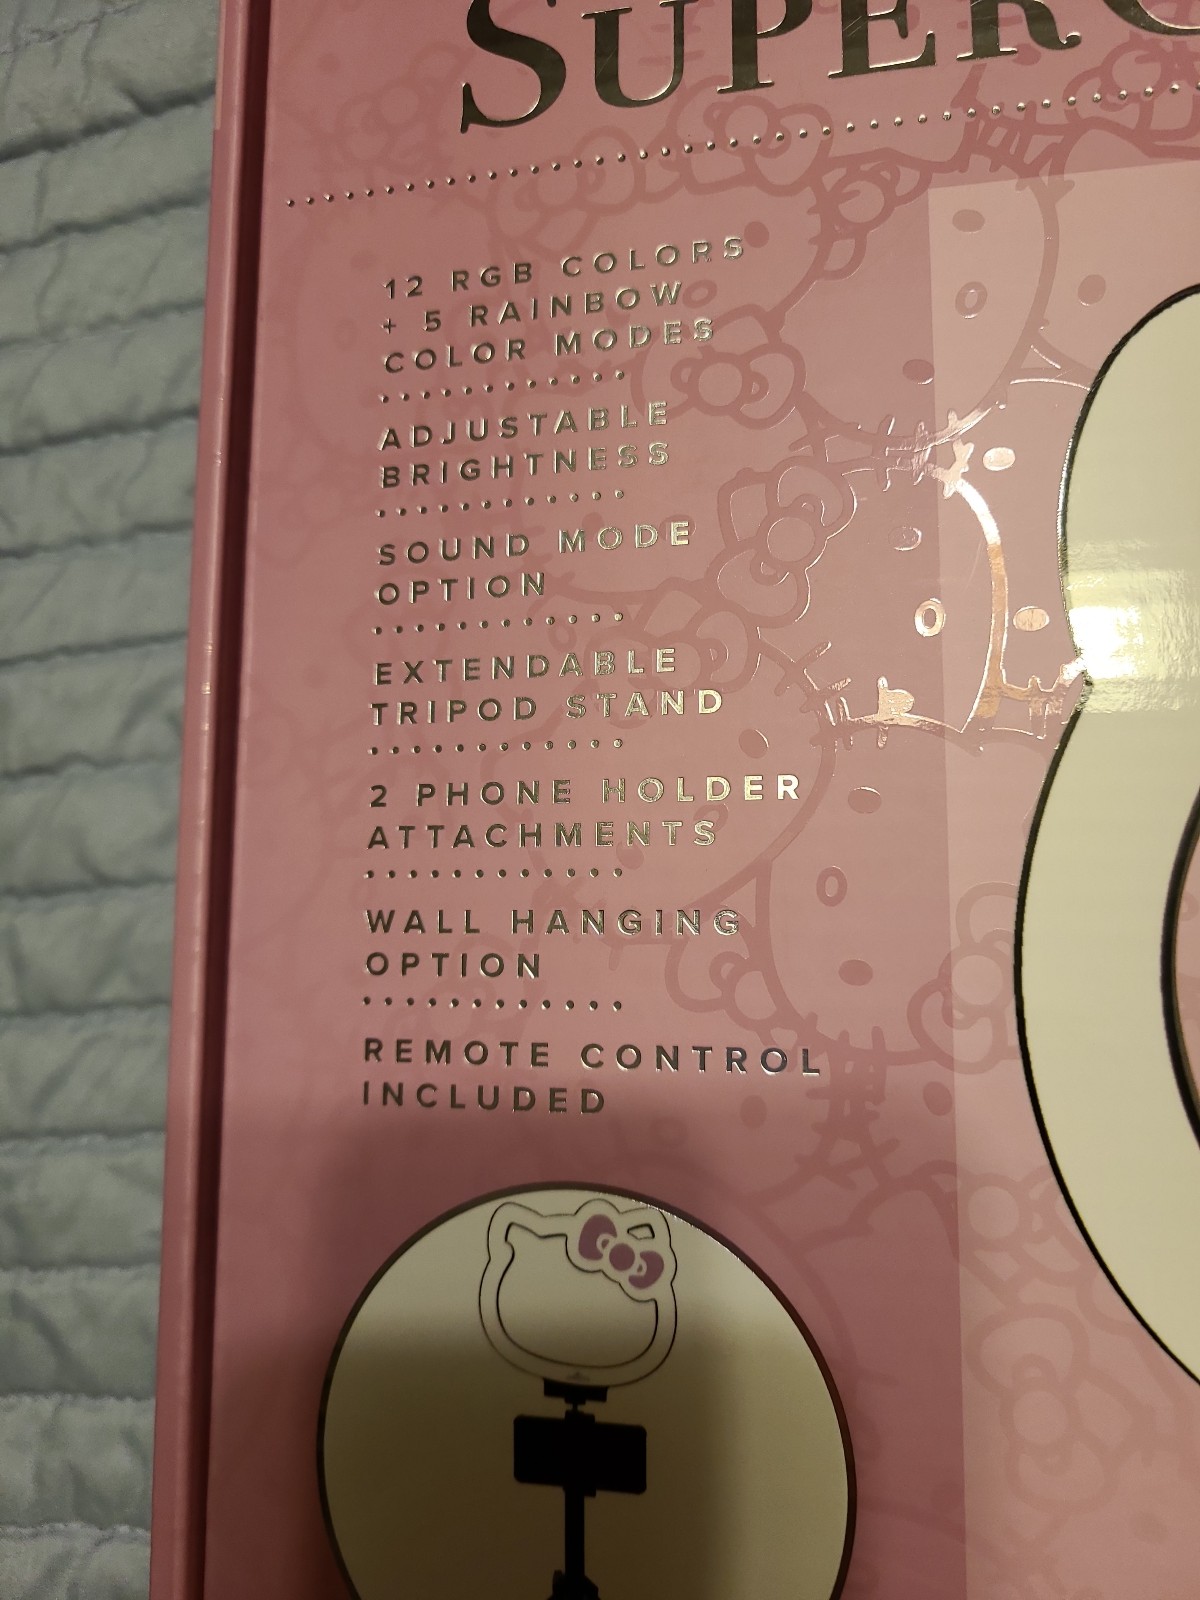 SUPER
12 RGB COLORS
+ 5 RAINBOW
COLOR MODES
ADJUSTABLE
BRIGHTNESS
SOUND MODE
OPTION
EXTENDABLE
TRIPOD STAND
2 PHONE HOLDER
ATTACHMENTS
WALL HANGING
OPTION
REMOTE CONTROL
INCLUDED